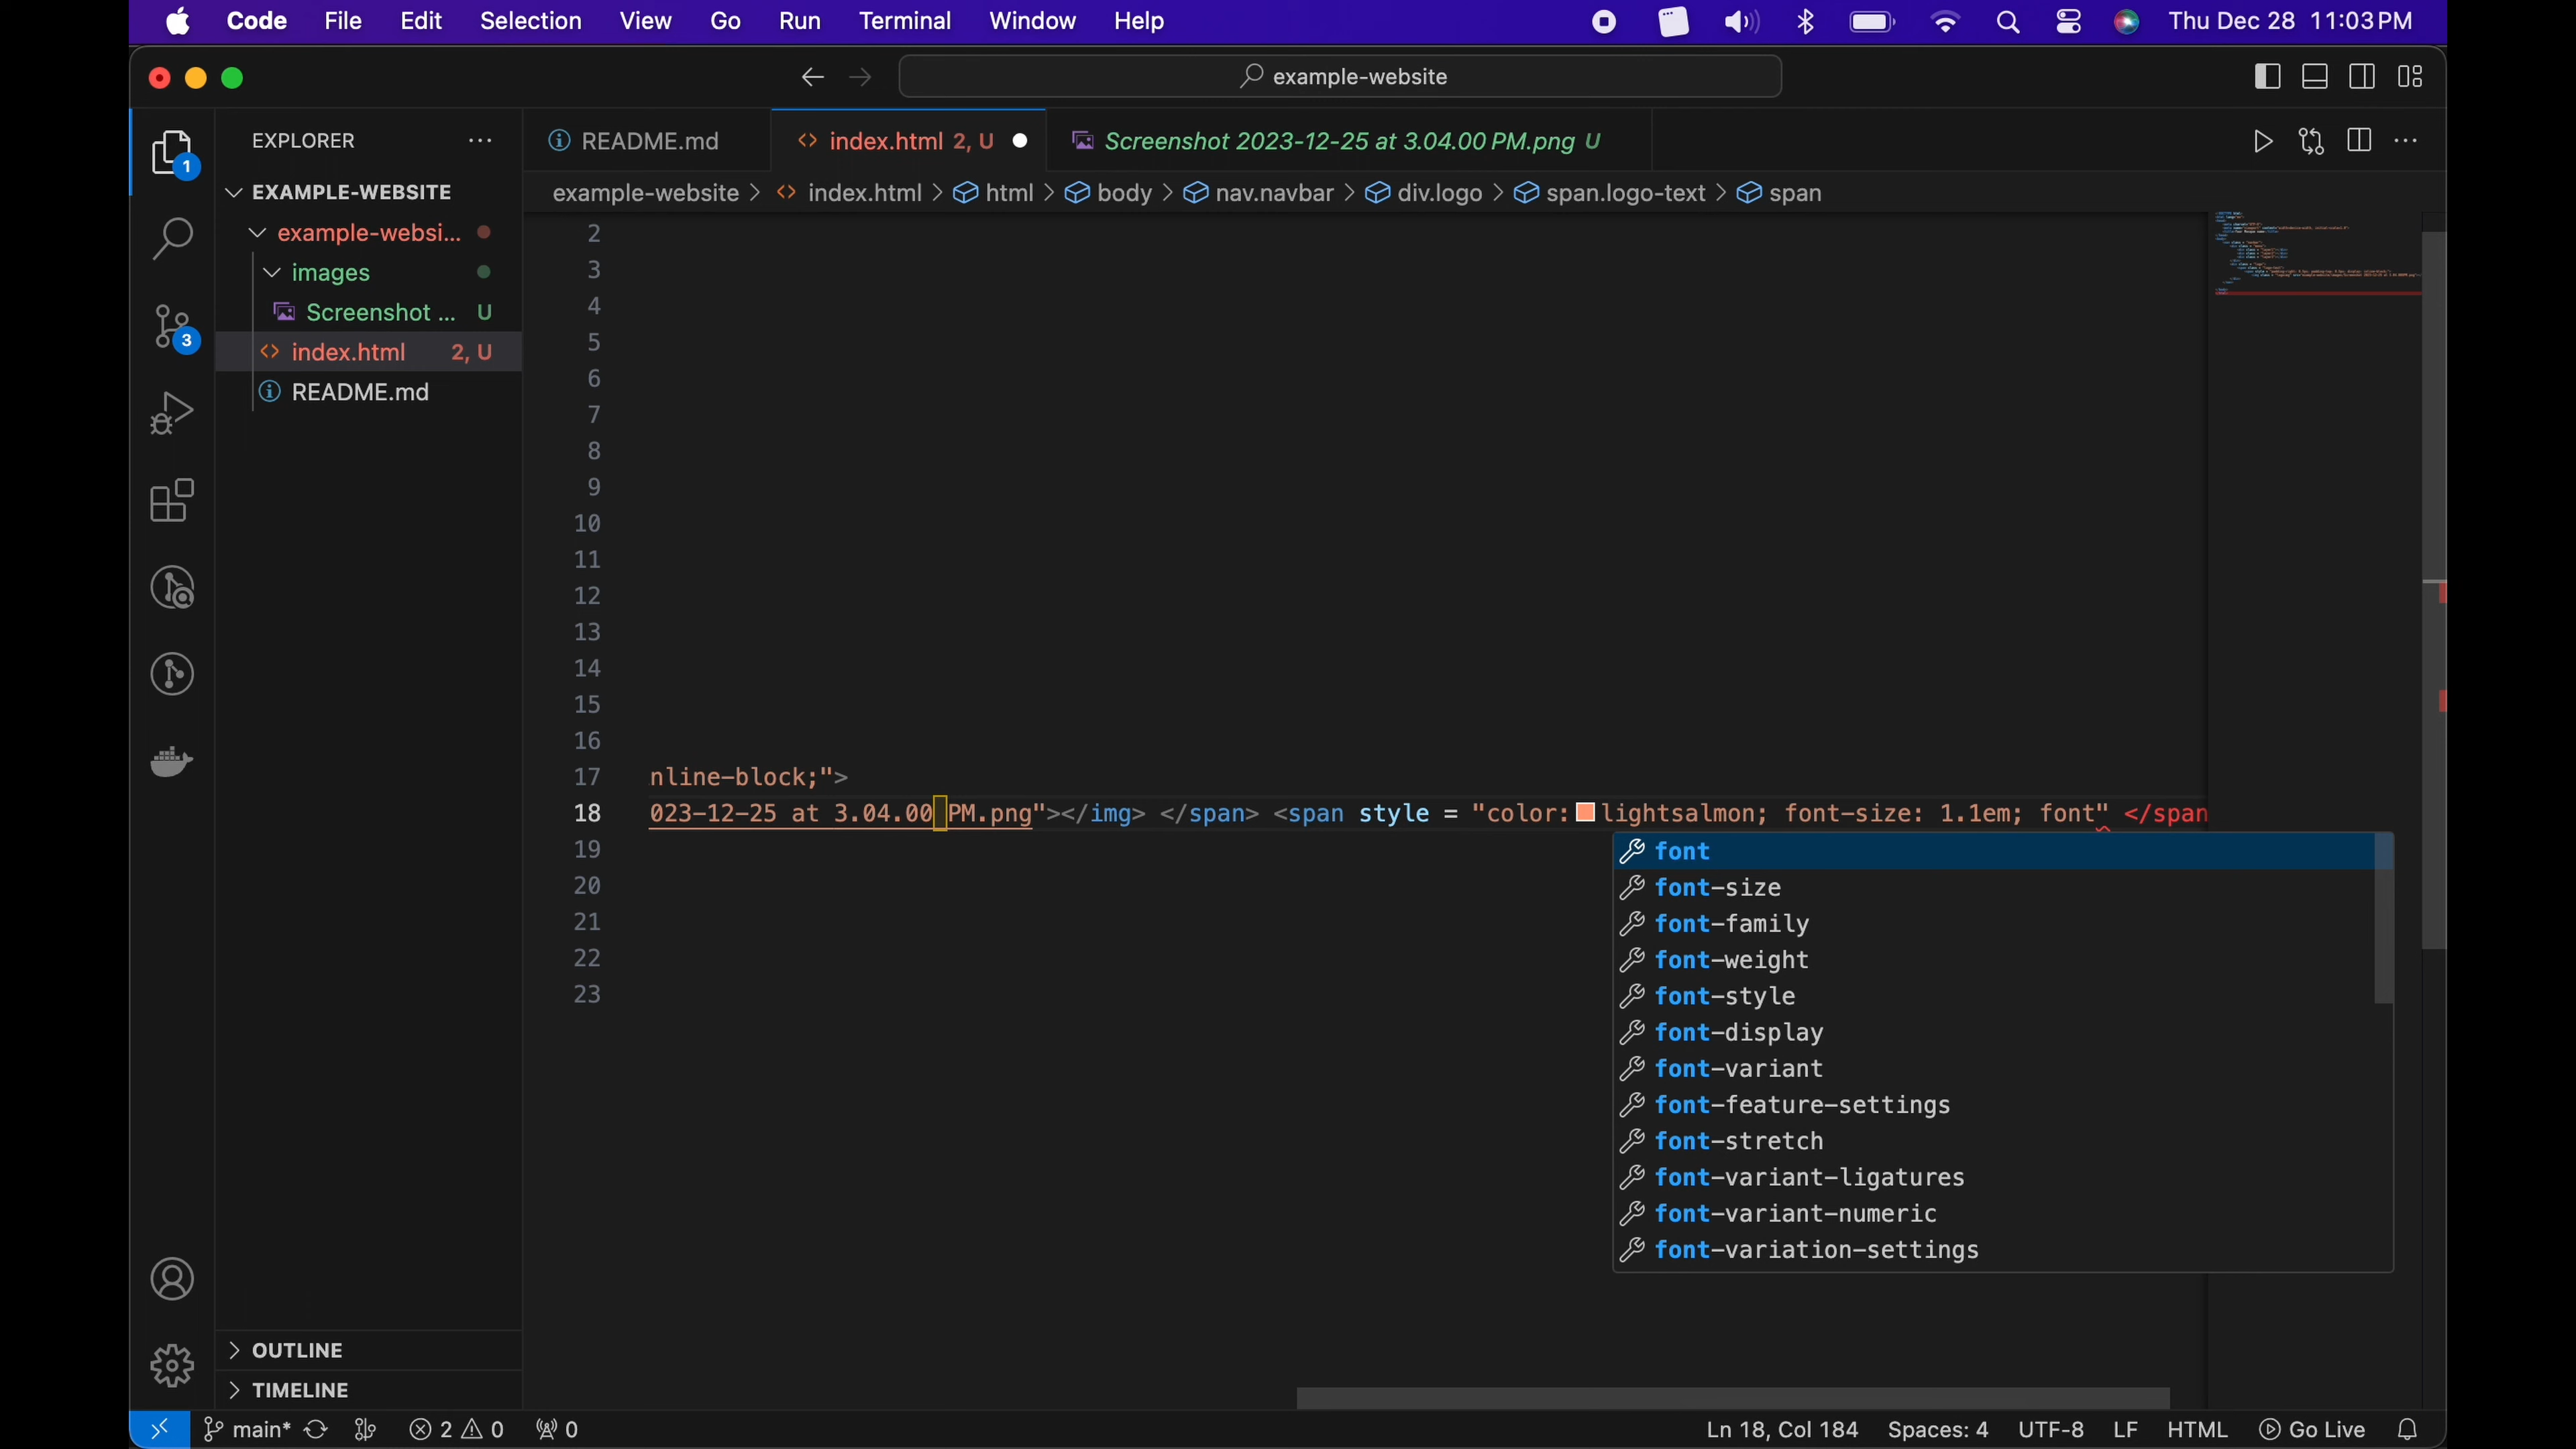 Code File Edit Selection View Go Run Terminal Window Help Thu Dec 28 11:03 PM
example-website
EXPLORER
README.md
index.html 2, U
Screenshot 2023-12-25 at 3.04.00 PM.png U
example-website > index.html > html > body > nav.navbar > div.logo > span.logo-text > span
1
EXAMPLE-WEBSITE
example-websi...
images
Screenshot ... U
index.html 2, U
README.md
3
2
3
4
5
6
7
8
9
10
11
12
13
14
15
16
17 nline-block;">
18 023-12-25 at 3.04.00 PM.png"></img> </span> <span style = "color:lightsalmon; font-size: 1.1em; font" </span
19
20
21
22
23
font
font-size
font-family
font-weight
font-style
font-display
font-variant
font-feature-settings
font-stretch
font-variant-ligatures
font-variant-numeric
font-variation-settings
OUTLINE
TIMELINE
main* 2 0 0 Ln 18, Col 184 Spaces: 4 UTF-8 LF HTML Go Live